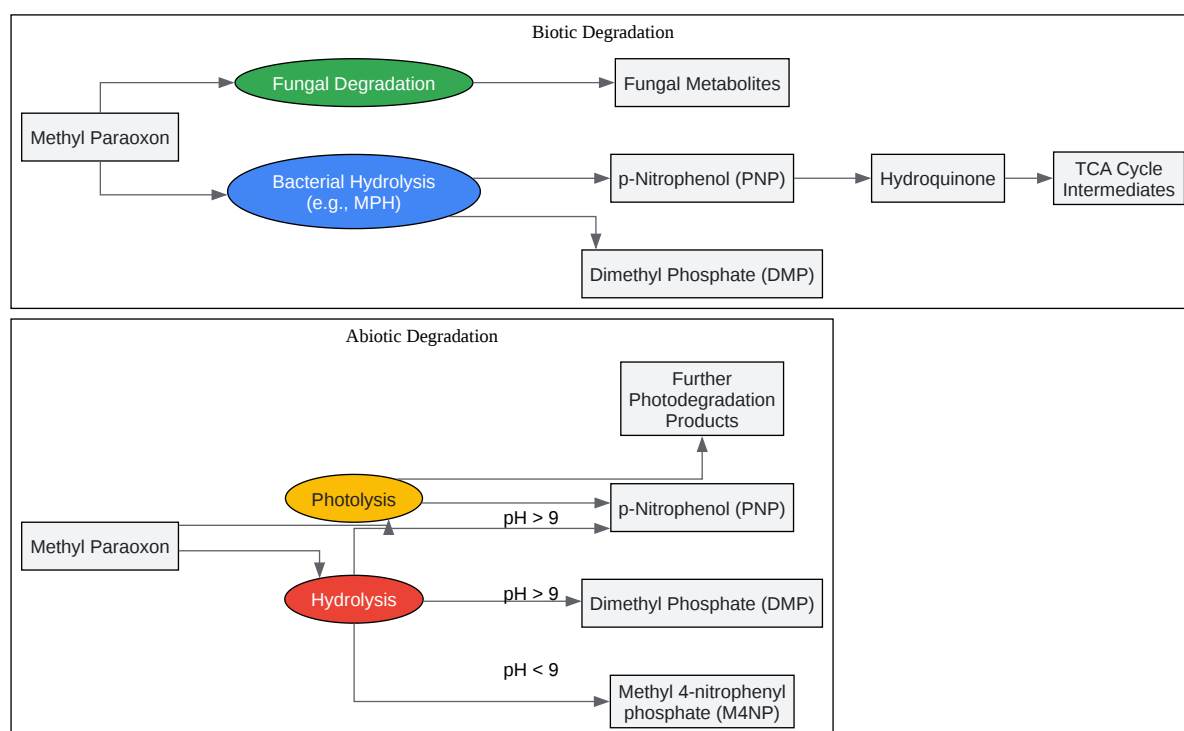 Biotic Degradation
Fungal Degradation
Fungal Metabolites
Methyl Paraoxon
Bacterial Hydrolysis
(e.g., MPH)
p-Nitrophenol (PNP)
Hydroquinone
TCA Cycle
Intermediates
Dimethyl Phosphate (DMP)
Abiotic Degradation
Further
Photodegradation
Products
Photolysis
p-Nitrophenol (PNP)
pH > 9
Methyl Paraoxon
Hydrolysis
pH > 9
Dimethyl Phosphate (DMP)
pH < 9
Methyl 4-nitrophenyl
phosphate (M4NP)